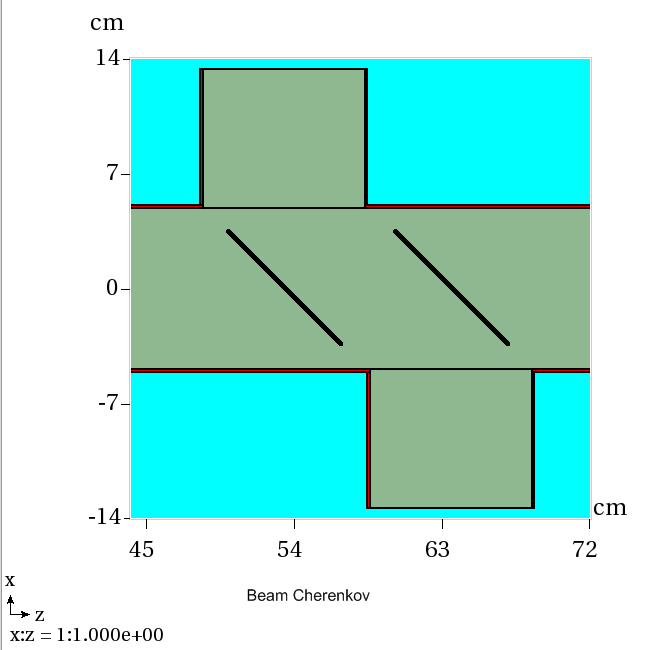 cm
14
7
0
-7
-14
cm
45 54 63 72
Beam Cherenkov
x
z
x:z = 1:1.000e+00